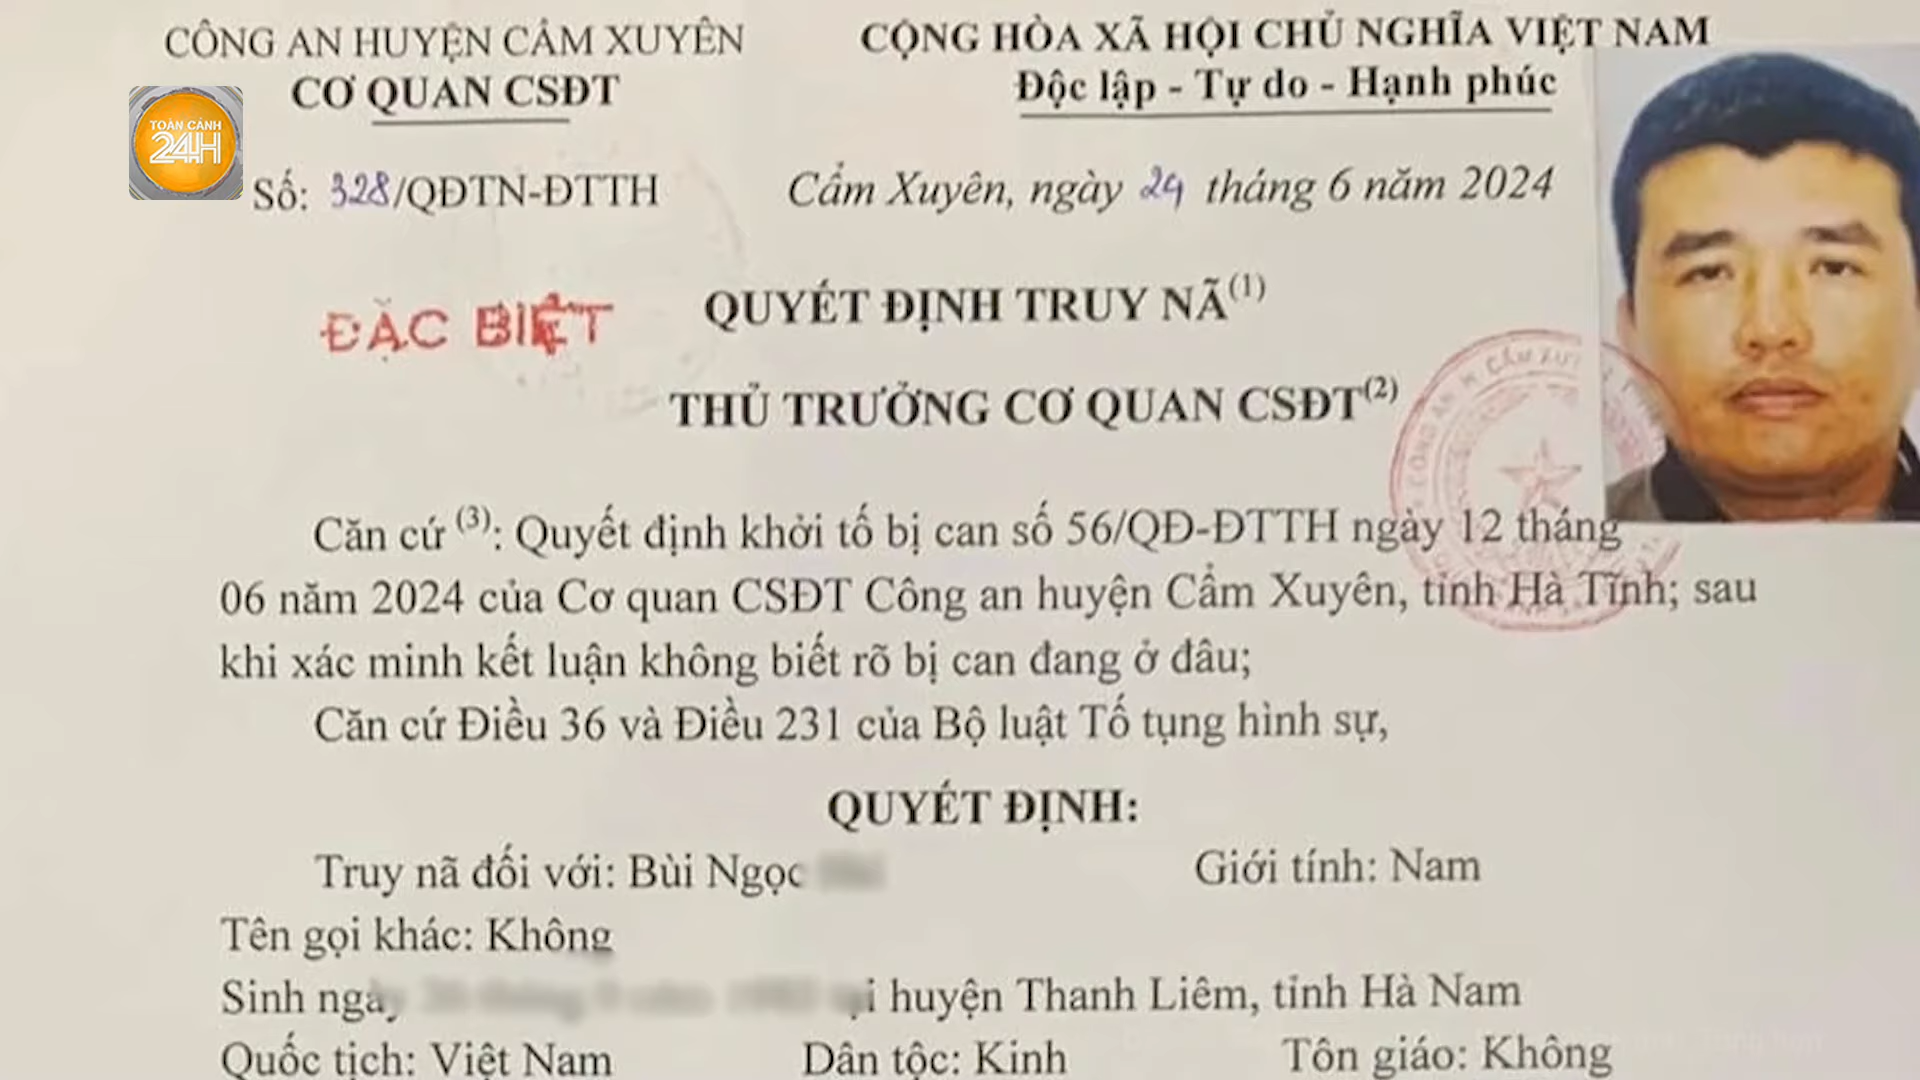 CÔNG AN HUYỆN CẨM XUYÊN
CƠ QUAN CSĐT
CỘNG HÒA XÃ HỘI CHỦ NGHĨA VIỆT NAM
Độc lập - Tự do - Hạnh phúc
TOÀN CẢNH
24H
Số: 328/QĐTN-ĐTTH
Cẩm Xuyên, ngày 24 tháng 6 năm 2024
ĐẶC BIỆT
QUYẾT ĐỊNH TRUY NÃ(1)
THỦ TRƯỞNG CƠ QUAN CSĐT(2)
Căn cứ (3): Quyết định khởi tố bị can số 56/QĐ-ĐTTH ngày 12 tháng
06 năm 2024 của Cơ quan CSĐT Công an huyện Cẩm Xuyên, tỉnh Hà Tĩnh; sau
khi xác minh kết luận không biết rõ bị can đang ở đâu;
Căn cứ Điều 36 và Điều 231 của Bộ luật Tố tụng hình sự,
QUYẾT ĐỊNH:
Truy nã đối với: Bùi Ngọc
Giới tính: Nam
Tên gọi khác: Không
Sinh ngày huyện Thanh Liêm, tỉnh Hà Nam
Quốc tịch: Việt Nam
Dân tộc: Kinh
Tôn giáo: Không